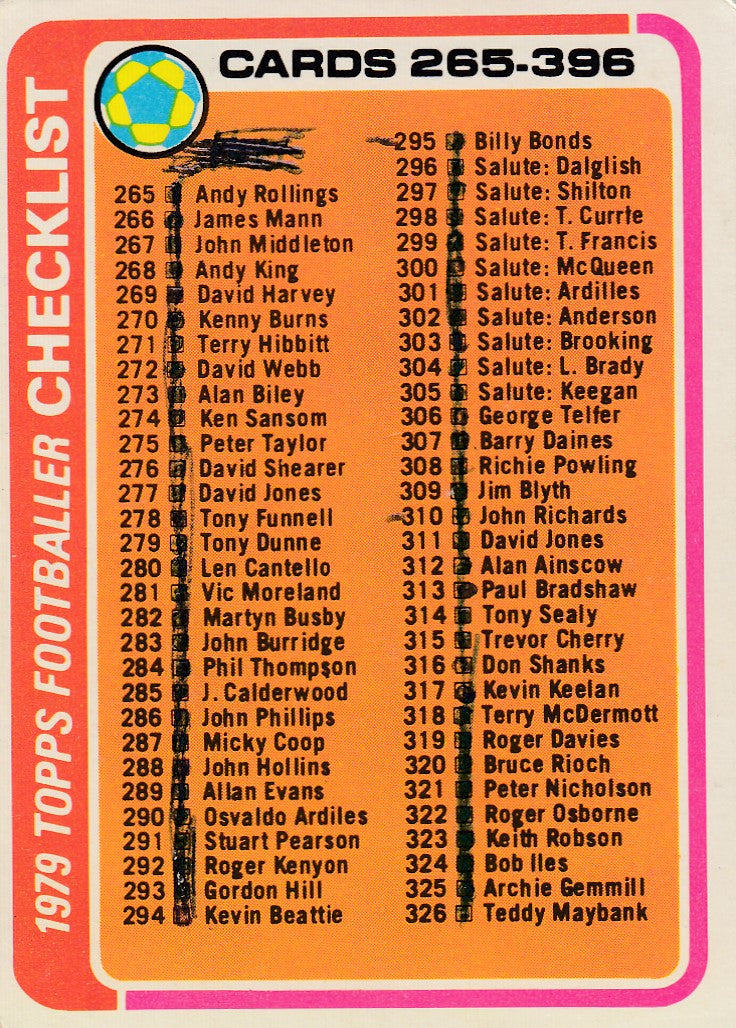 CARDS 265-396
1979 TOPPS FOOTBALLER CHECKLIST
265 Andy Rollings
266 James Mann
267 John Middleton
268 Andy King
269 David Harvey
270 Kenny Burns
271 Terry Hibbitt
272 David Webb
273 Alan Biley
274 Ken Sansom
275 Peter Taylor
276 David Shearer
277 David Jones
278 Tony Funnell
279 Tony Dunne
280 Len Cantello
281 Vic Moreland
282 Martyn Busby
283 John Burridge
284 Phil Thompson
285 J. Calderwood
286 John Phillips
287 Micky Coop
288 John Hollins
289 Allan Evans
290 Osvaldo Ardiles
291 Stuart Pearson
292 Roger Kenyon
293 Gordon Hill
294 Kevin Beattie
295 Billy Bonds
296 Salute: Dalglish
297 Salute: Shilton
298 Salute: T. Currte
299 Salute: T. Francis
300 Salute: McQueen
301 Salute: Ardilles
302 Salute: Anderson
303 Salute: Brooking
304 Salute: L. Brady
305 Salute: Keegan
306 George Telfer
307 Barry Daines
308 Richie Powling
309 Jim Blyth
310 John Richards
311 David Jones
312 Alan Ainscow
313 Paul Bradshaw
314 Tony Sealy
315 Trevor Cherry
316 Don Shanks
317 Kevin Keelan
318 Terry McDermott
319 Roger Davies
320 Bruce Rioch
321 Peter Nicholson
322 Roger Osborne
323 Keith Robson
324 Bob Iles
325 Archie Gemmill
326 Teddy Maybank